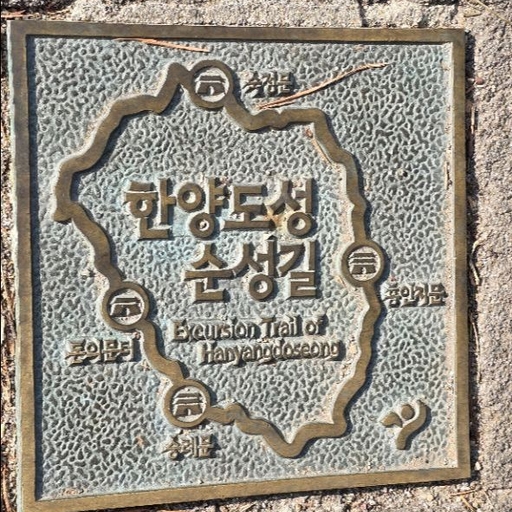 숙정문
한양도성
순성길
흥인지문
Excursion Trail of
Hanyangdoseong
돈의문터
숭례문